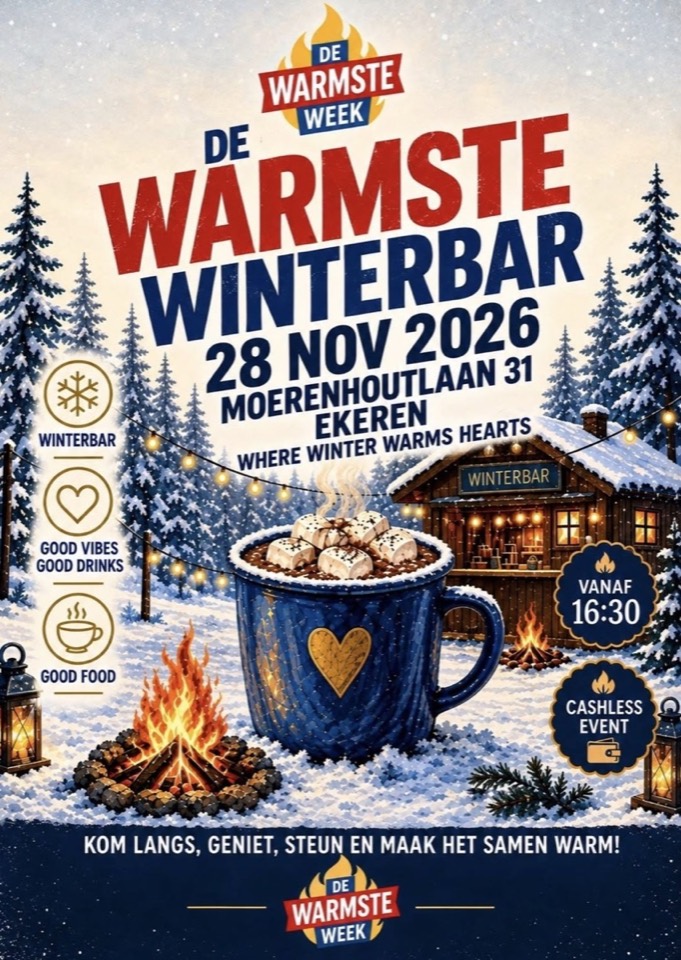 DE
WARMSTE
WEEK
DE
WARMSTE
WINTERBAR
28 NOV 2026
MOERENHOUTLAAN 31
EKEREN
WHERE WINTER WARMS HEARTS
WINTERBAR
GOOD VIBES
GOOD DRINKS
GOOD FOOD
WINTERBAR
VANAF
16:30
CASHLESS
EVENT
KOM LANGS, GENIET, STEUN EN MAAK HET SAMEN WARM!
DE
WARMSTE
WEEK